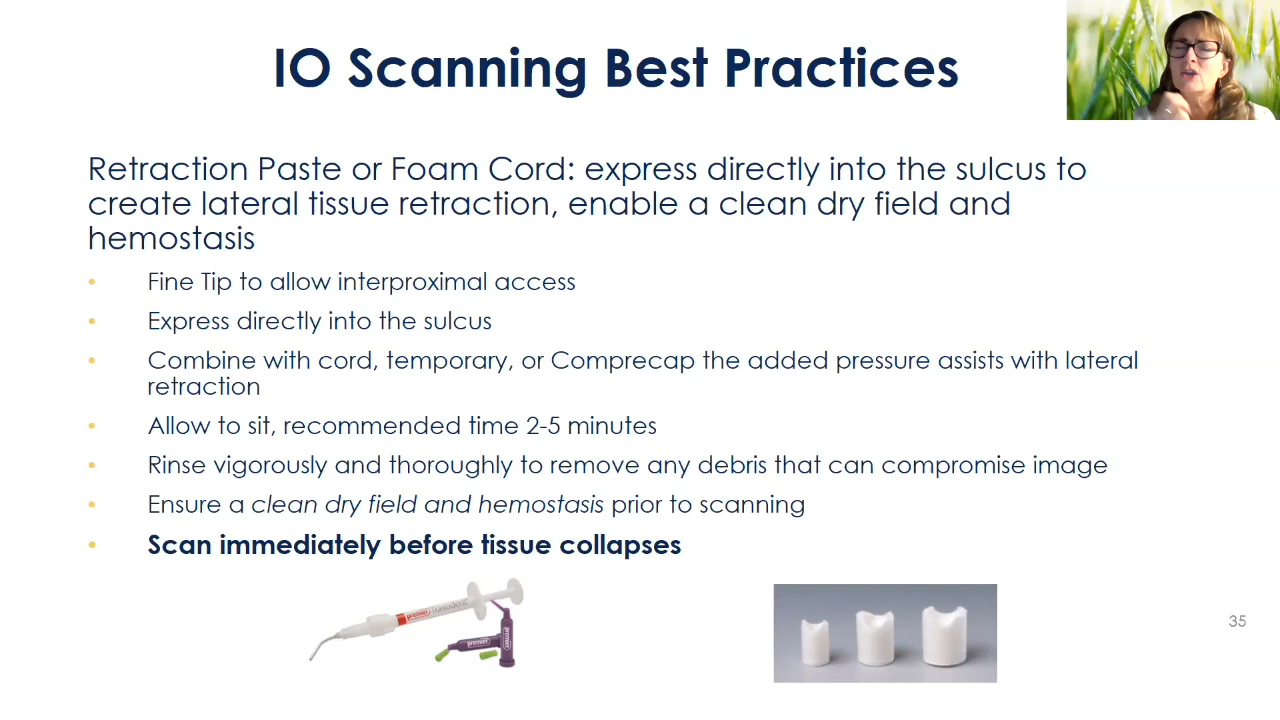 IO Scanning Best Practices
Retraction Paste or Foam Cord: express directly into the sulcus to
create lateral tissue retraction, enable a clean dry field and
hemostasis
• Fine Tip to allow interproximal access
• Express directly into the sulcus
• Combine with cord, temporary, or Comprecap the added pressure assists with lateral
retraction
• Allow to sit, recommended time 2-5 minutes
• Rinse vigorously and thoroughly to remove any debris that can compromise image
• Ensure a clean dry field and hemostasis prior to scanning
• Scan immediately before tissue collapses
premier
premier
premier
35